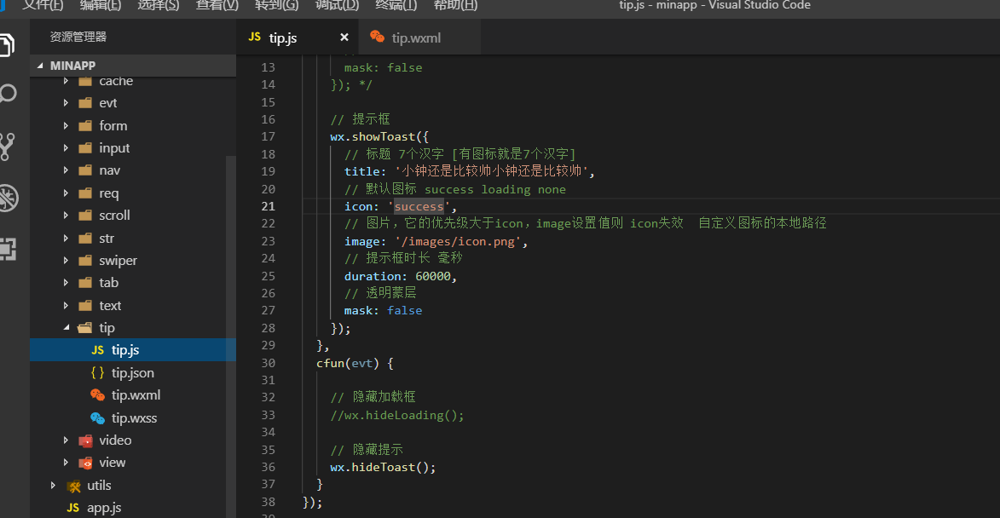 文件(F) 编辑(E) 选择(S) 查看(V) 转到(G) 调试(D) 终端(T) 帮助(H) tip.js - minapp - Visual Studio Code
资源管理器
MINAPP
cache
evt
form
input
nav
req
scroll
str
swiper
tab
text
tip
JS tip.js
{ } tip.json
tip.wxml
tip.wxss
video
view
utils
JS app.js
JS tip.js × tip.wxml
13 mask: false
14 }); */
15
16 // 提示框
17 wx.showToast({
18 // 标题 7个汉字 [有图标就是7个汉字]
19 title: '小钟还是比较帅小钟还是比较帅',
20 // 默认图标 success loading none
21 icon: 'success',
22 // 图片，它的优先级大于icon，image设置值则 icon失效 自定义图标的本地路径
23 image: '/images/icon.png',
24 // 提示框时长 毫秒
25 duration: 60000,
26 // 透明蒙层
27 mask: false
28 });
29 },
30 cfun(evt) {
31
32 // 隐藏加载框
33 //wx.hideLoading();
34
35 // 隐藏提示
36 wx.hideToast();
37 }
38 });